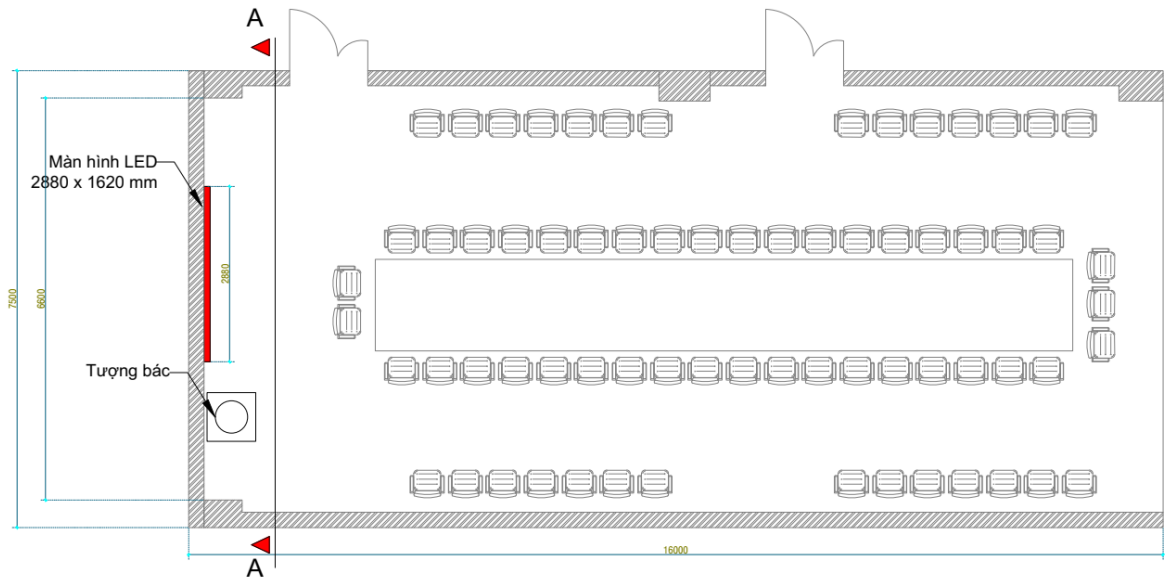 A
Màn hình LED
2880 x 1620 mm
2880
7500
6600
Tượng bác
16000
A